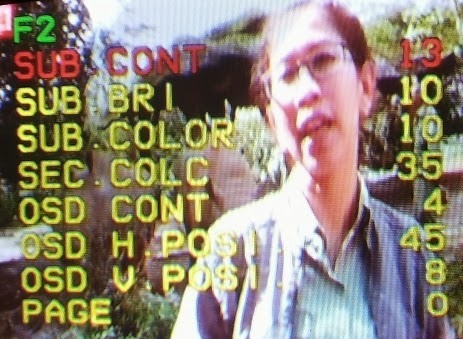 F2
SUB.CONT 13
SUB.BRI 10
SUB.COLOR 10
SEC.COLC 35
OSD CONT 4
OSD H.POSI. 45
OSD V.POSI. 8
PAGE 0